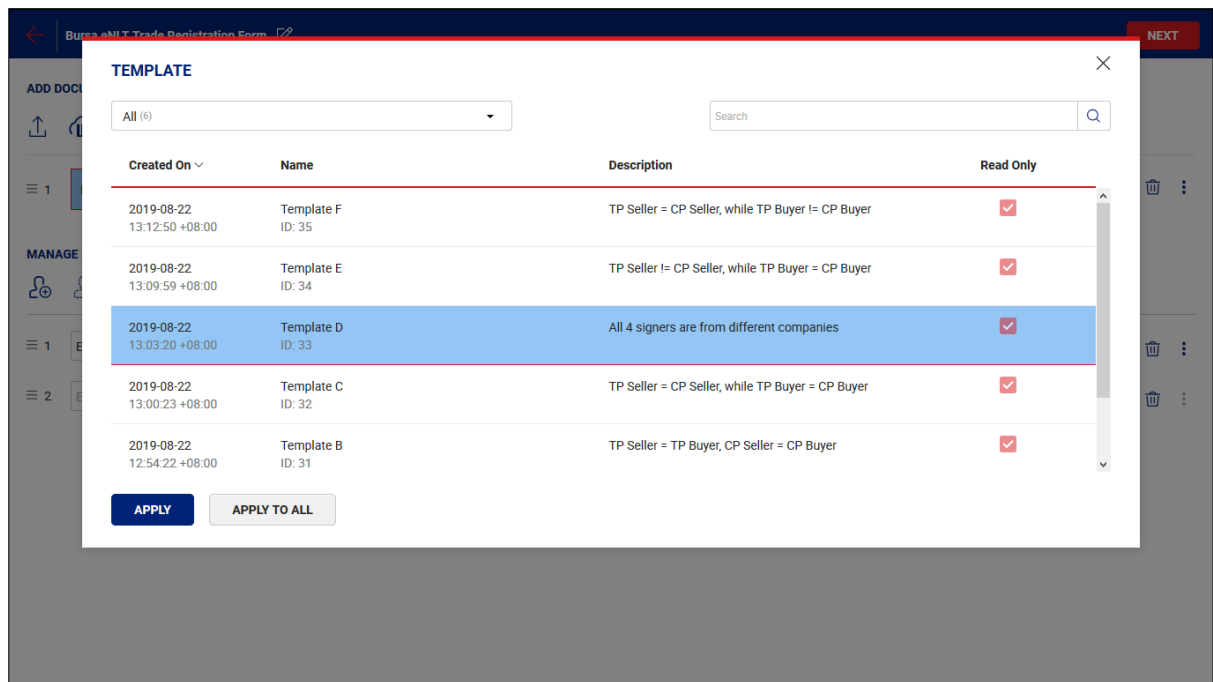 Bursa eNLT Trade Registration Form
NEXT
ADD DOCU
TEMPLATE
All (6)
Search
Created On
Name
Description
Read Only
1
2019-08-22
Template F
TP Seller = CP Seller, while TP Buyer != CP Buyer
13:12:50 +08:00
ID: 35
MANAGE
2019-08-22
Template E
TP Seller != CP Seller, while TP Buyer = CP Buyer
13:09:59 +08:00
ID: 34
1
E
2019-08-22
Template D
All 4 signers are from different companies
13:03:20 +08:00
ID: 33
2
E
2019-08-22
Template C
TP Seller = CP Seller, while TP Buyer = CP Buyer
13:00:23 +08:00
ID: 32
2019-08-22
Template B
TP Seller = TP Buyer, CP Seller = CP Buyer
12:54:22 +08:00
ID: 31
APPLY
APPLY TO ALL